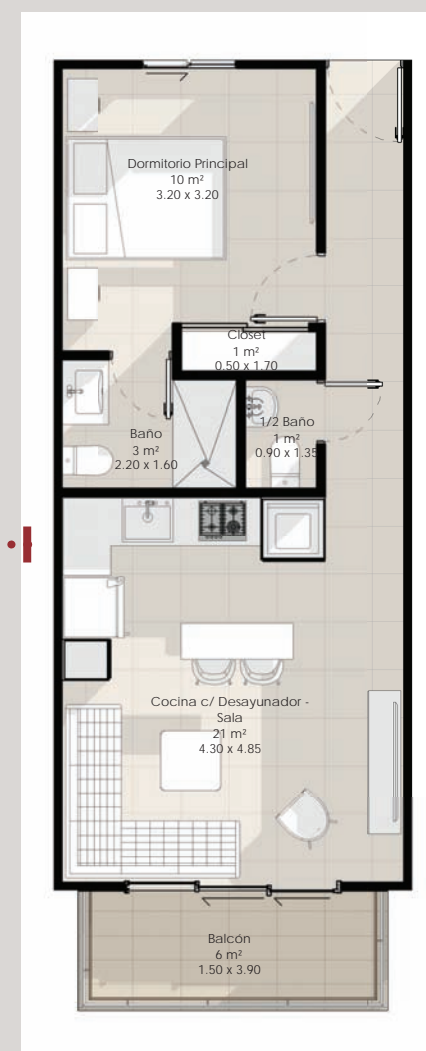 Dormitorio Principal
10 m²
3.20 x 3.20
Closet
1 m²
0.50 x 1.70
1/2 Baño
1 m²
0.90 x 1.35
Baño
3 m²
2.20 x 1.60
Cocina c/ Desayunador -
Sala
21 m²
4.30 x 4.85
Balcón
6 m²
1.50 x 3.90